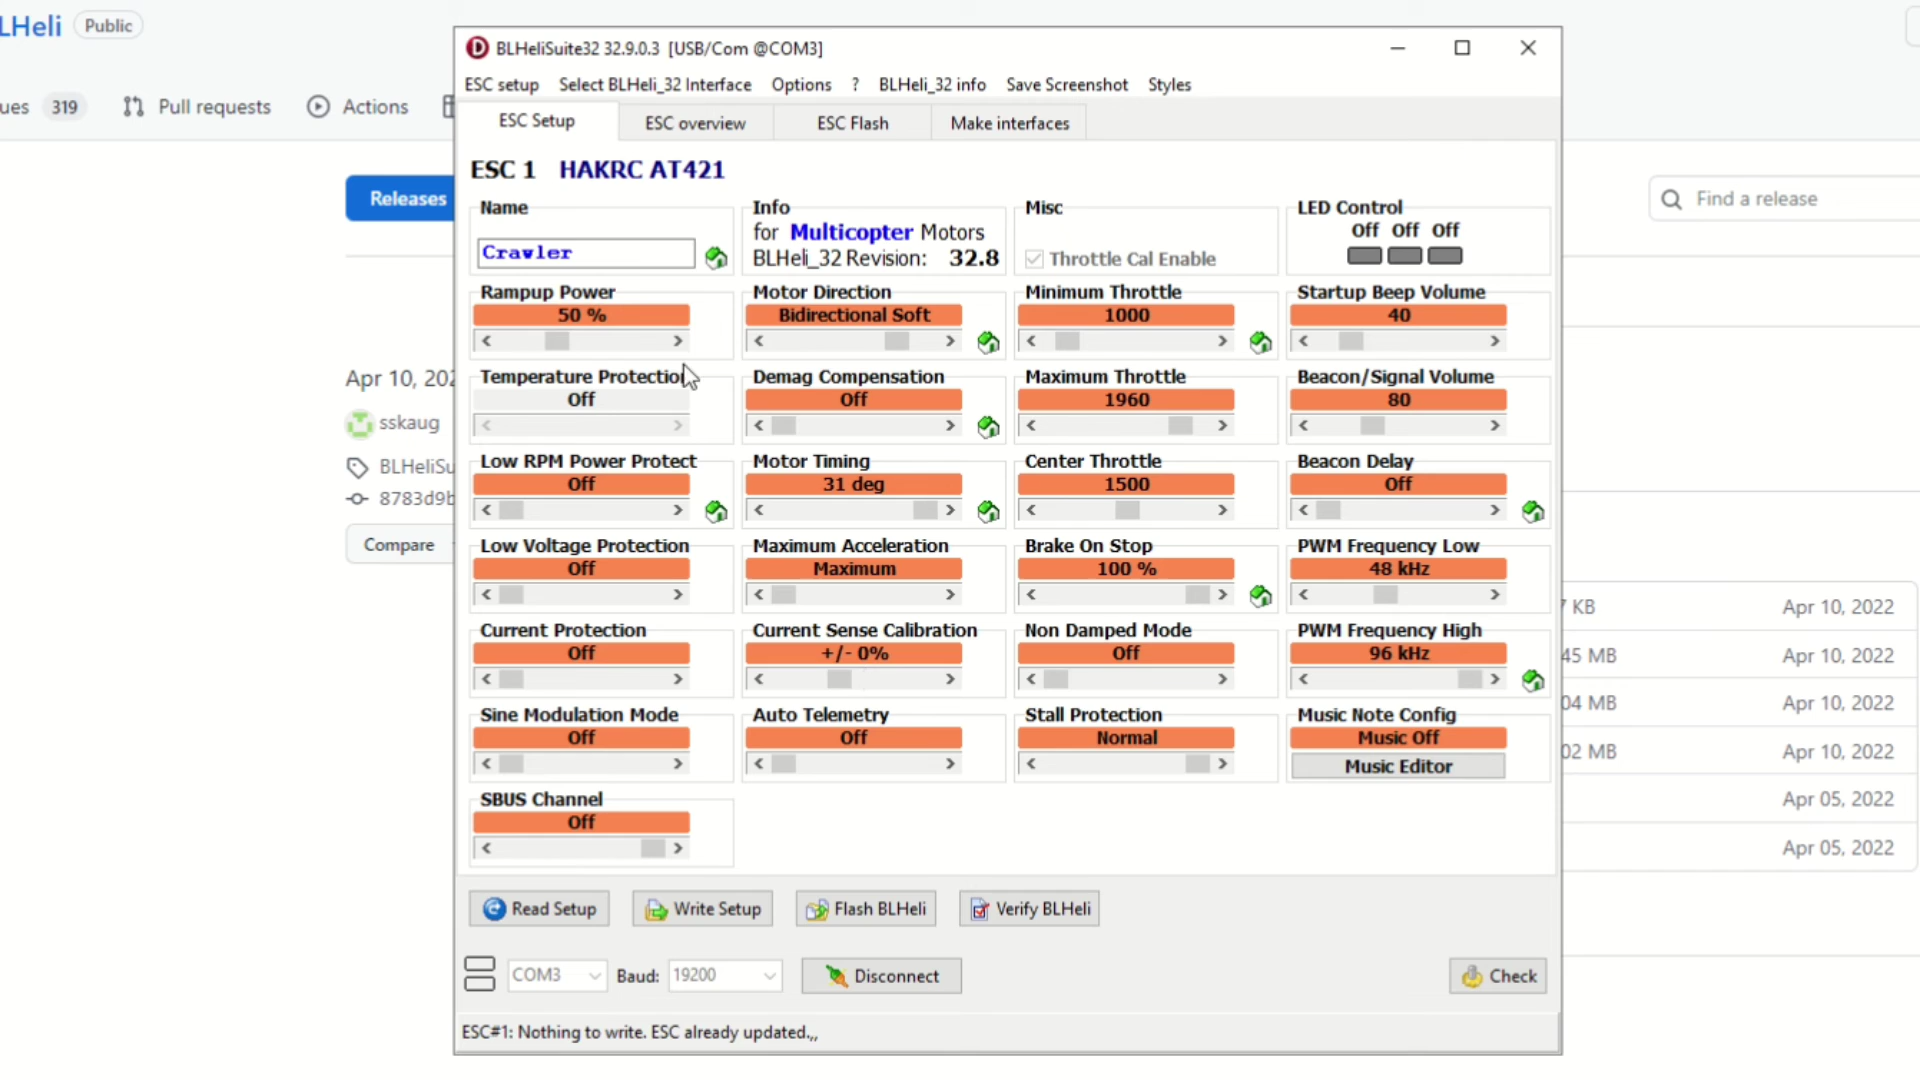 LHeli Public
ues 319 Pull requests Actions
Releases
Find a release
Apr 10, 202
sskaug
BLHeliSu
8783d9b
Compare
BLHeliSuite32 32.9.0.3 [USB/Com @COM3]
ESC setup Select BLHeli_32 Interface Options ? BLHeli_32 info Save Screenshot Styles
ESC Setup ESC overview ESC Flash Make interfaces
ESC 1 HAKRC AT421
Name
Crawler
Info
for Multicopter Motors
BLHeli_32 Revision: 32.8
Misc
Throttle Cal Enable
LED Control
Off Off Off
Rampup Power
50 %
Motor Direction
Bidirectional Soft
Minimum Throttle
1000
Startup Beep Volume
40
Temperature Protection
Off
Demag Compensation
Off
Maximum Throttle
1960
Beacon/Signal Volume
80
Low RPM Power Protect
Off
Motor Timing
31 deg
Center Throttle
1500
Beacon Delay
Off
Low Voltage Protection
Off
Maximum Acceleration
Maximum
Brake On Stop
100 %
PWM Frequency Low
48 kHz
Current Protection
Off
Current Sense Calibration
+/- 0%
Non Damped Mode
Off
PWM Frequency High
96 kHz
Sine Modulation Mode
Off
Auto Telemetry
Off
Stall Protection
Normal
Music Note Config
Music Off
Music Editor
SBUS Channel
Off
Read Setup Write Setup Flash BLHeli Verify BLHeli
COM3 Baud: 19200 Disconnect Check
ESC#1: Nothing to write. ESC already updated.,,
7 KB Apr 10, 2022
45 MB Apr 10, 2022
04 MB Apr 10, 2022
02 MB Apr 10, 2022
Apr 05, 2022
Apr 05, 2022